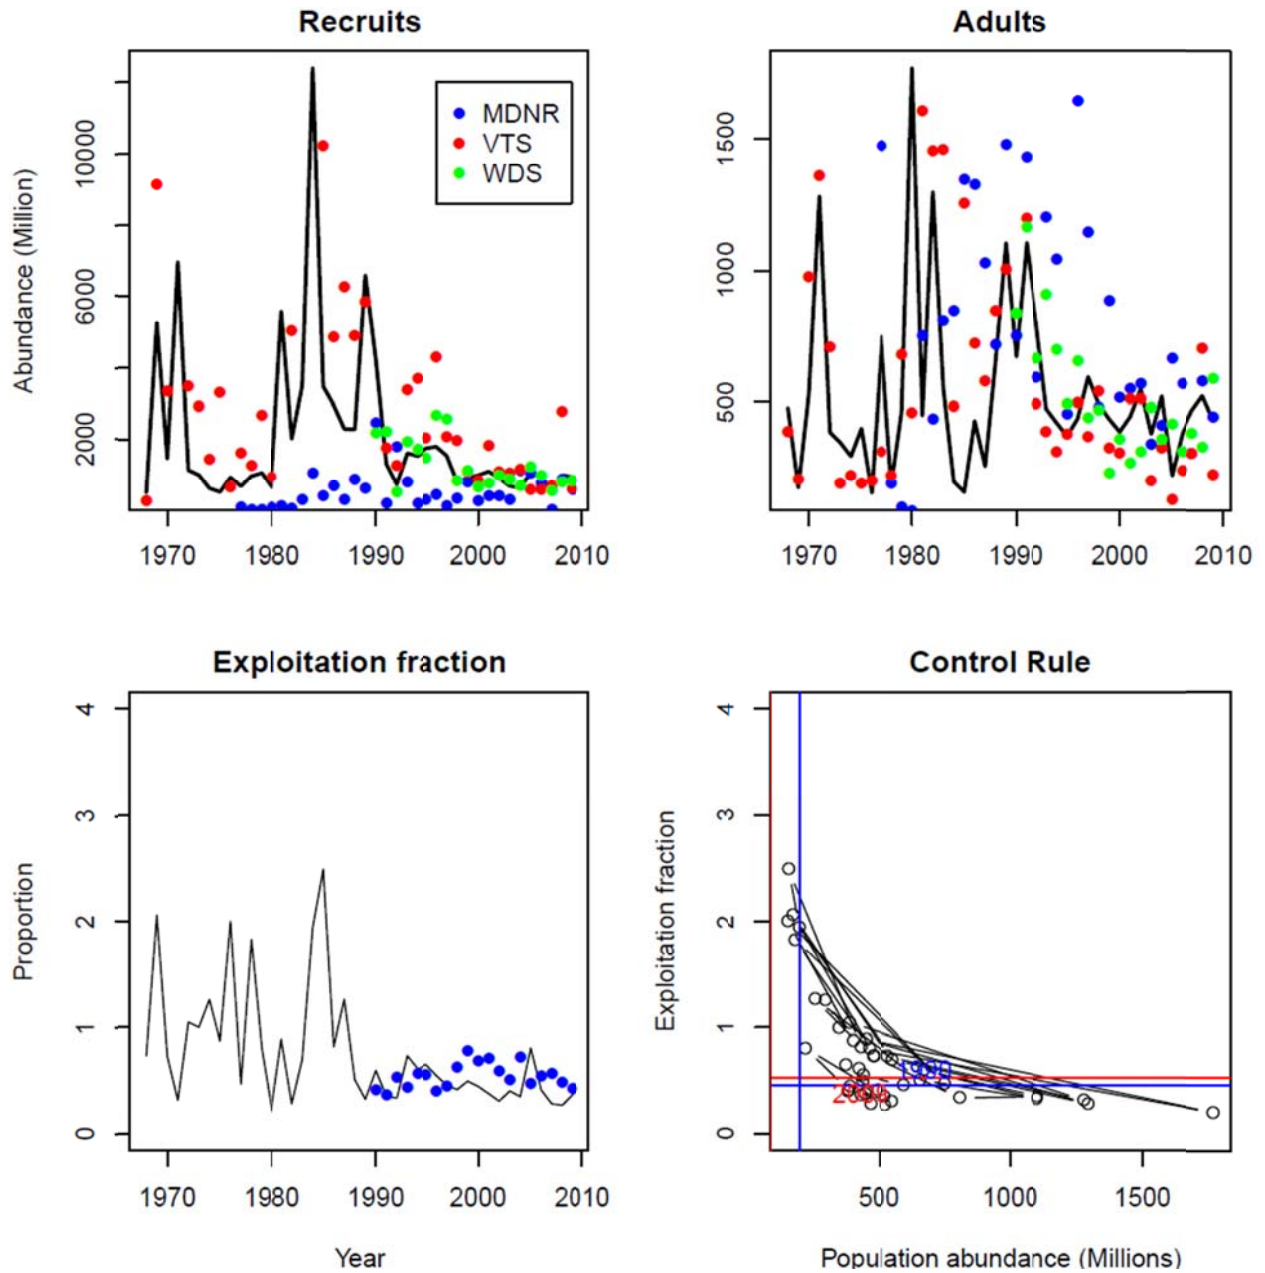 Recruits
Abundance (Million)
2000
6000
10000
MDNR
VTS
WDS
1970 1980 1990 2000 2010
Adults
500
1000
1500
1970 1980 1990 2000 2010
Exploitation fraction
Proportion
0
1
2
3
4
1970 1980 1990 2000 2010
Year
Control Rule
Exploitation fraction
0
1
2
3
4
500 1000 1500
Population abundance (Millions)